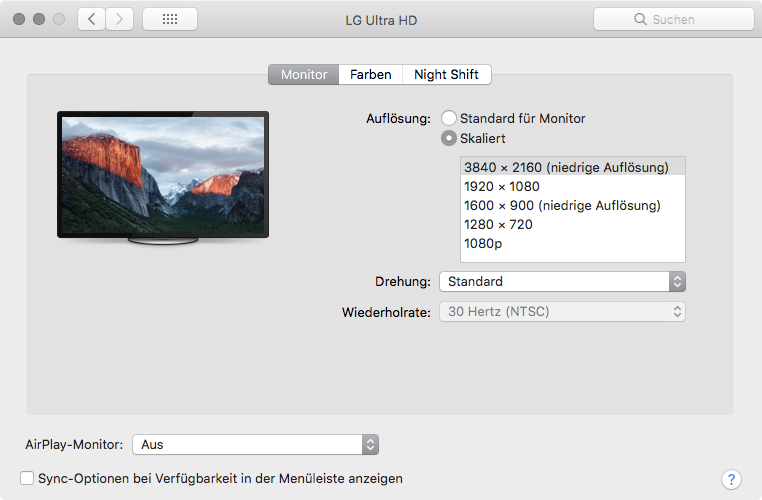 LG Ultra HD
Suchen
Monitor
Farben
Night Shift
Auflösung:
Standard für Monitor
Skaliert
3840 × 2160 (niedrige Auflösung)
1920 × 1080
1600 × 900 (niedrige Auflösung)
1280 × 720
1080p
Drehung:
Standard
Wiederholrate:
30 Hertz (NTSC)
AirPlay-Monitor:
Aus
Sync-Optionen bei Verfügbarkeit in der Menüleiste anzeigen
?